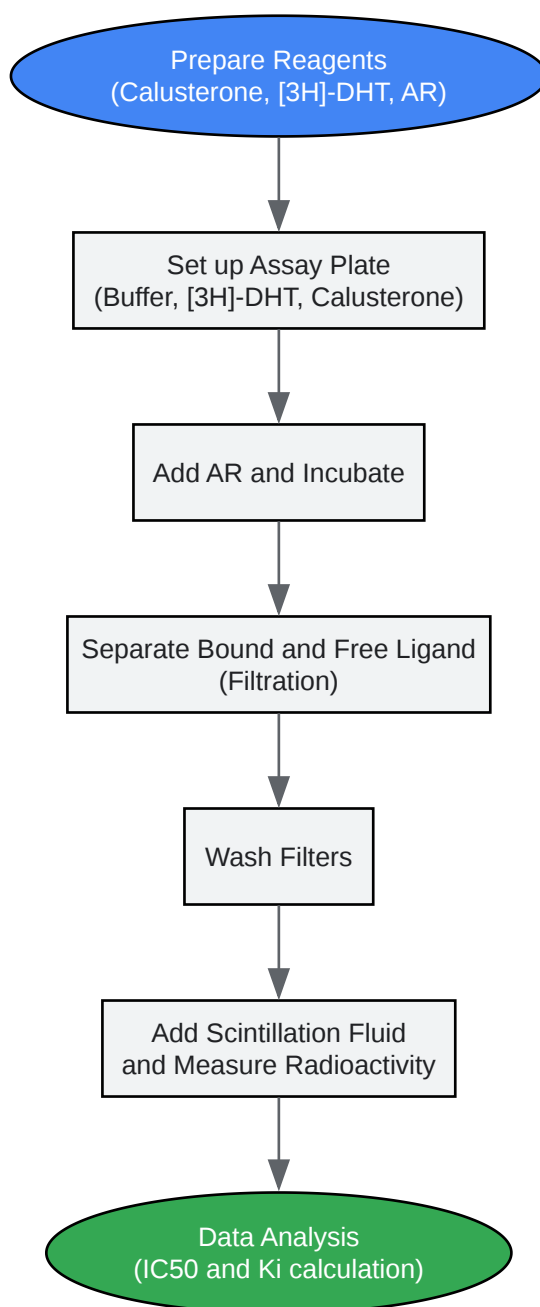 Prepare Reagents
(Calusterone, [3H]-DHT, AR)
Set up Assay Plate
(Buffer, [3H]-DHT, Calusterone)
Add AR and Incubate
Separate Bound and Free Ligand
(Filtration)
Wash Filters
Add Scintillation Fluid
and Measure Radioactivity
Data Analysis
(IC50 and Ki calculation)